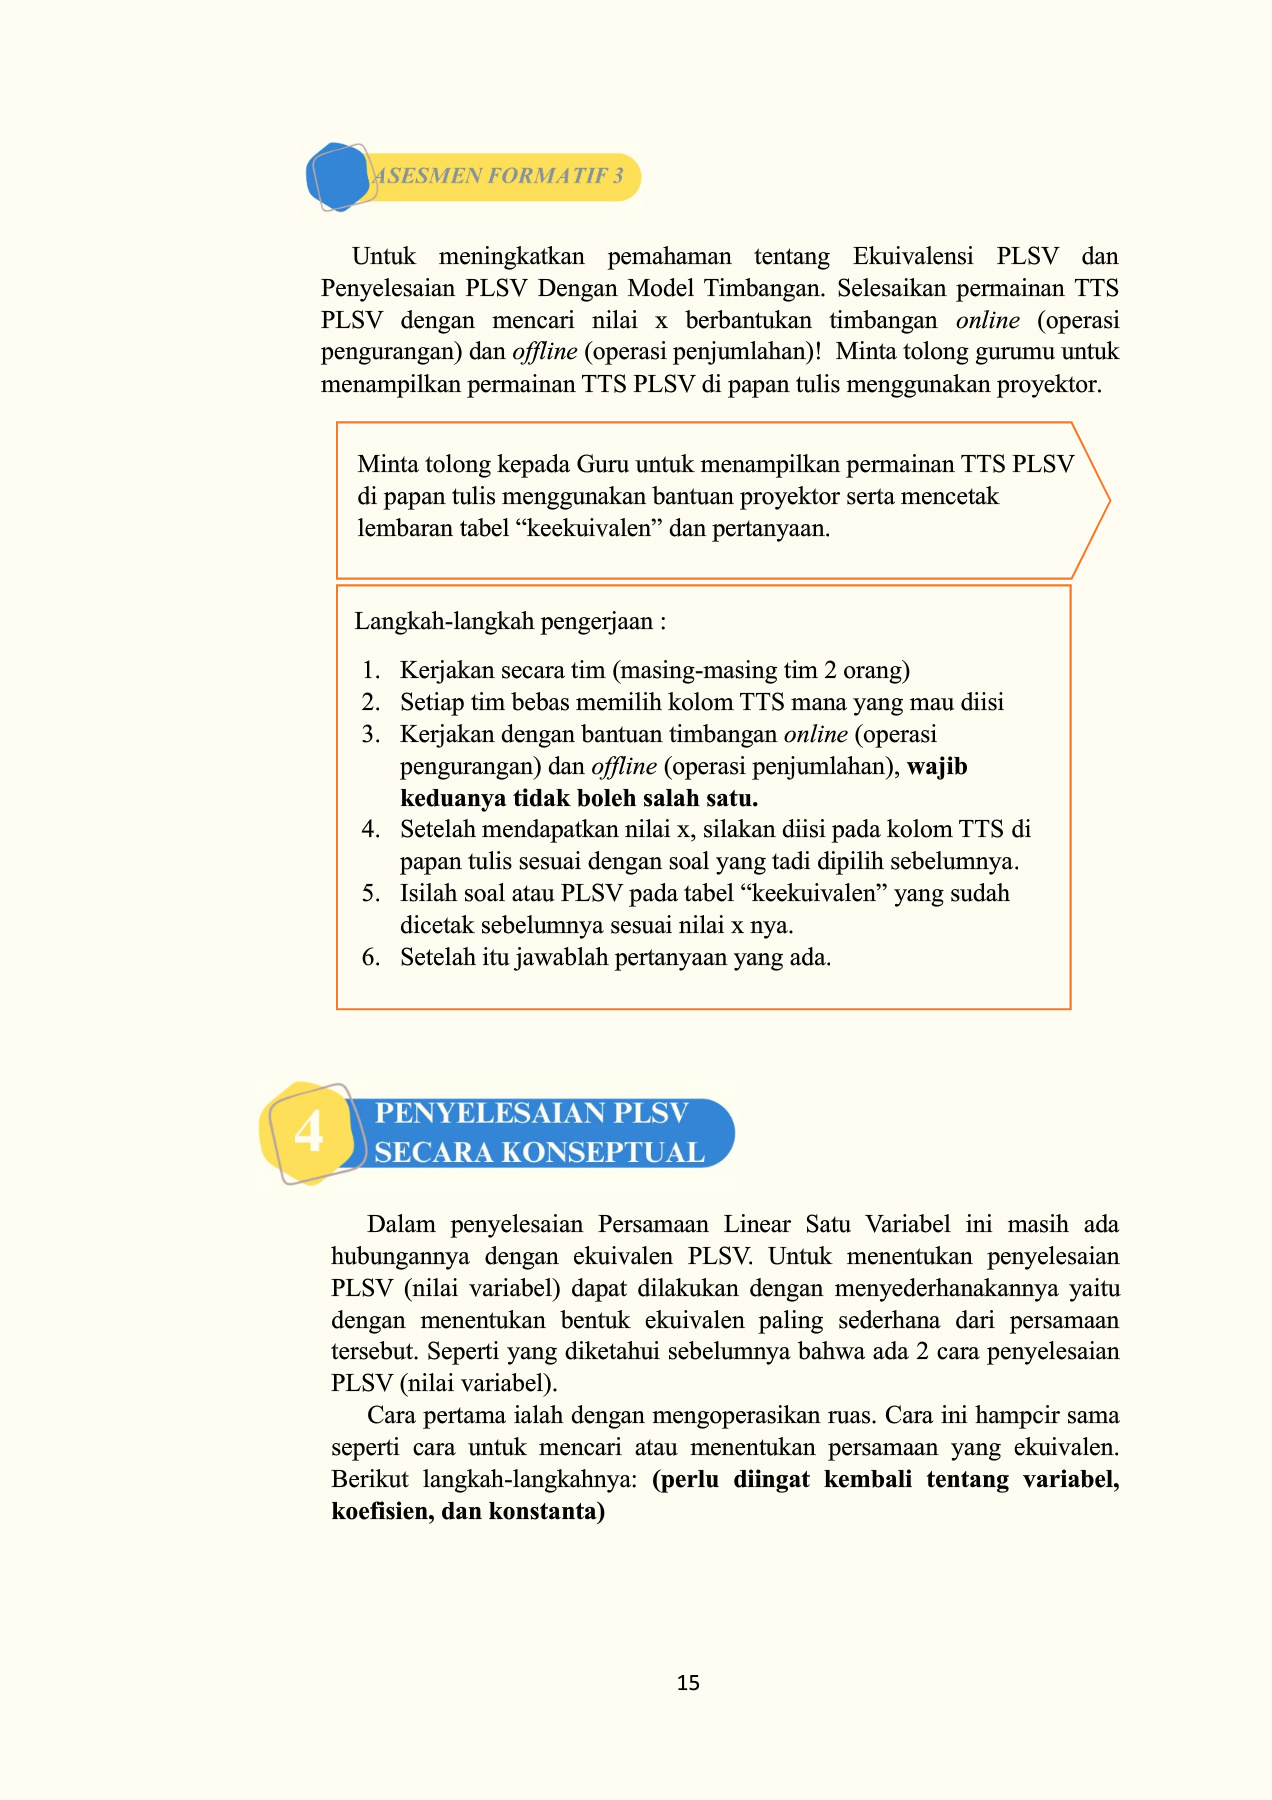 ASESMEN FORMATIF 3
Untuk meningkatkan pemahaman tentang Ekuivalensi PLSV dan
Penyelesaian PLSV Dengan Model Timbangan. Selesaikan permainan TTS
PLSV dengan mencari nilai x berbantukan timbangan online (operasi
pengurangan) dan offline (operasi penjumlahan)! Minta tolong gurumu untuk
menampilkan permainan TTS PLSV di papan tulis menggunakan proyektor.
Minta tolong kepada Guru untuk menampilkan permainan TTS PLSV
di papan tulis menggunakan bantuan proyektor serta mencetak
lembaran tabel “keekuivalen” dan pertanyaan.
Langkah-langkah pengerjaan :
1. Kerjakan secara tim (masing-masing tim 2 orang)
2. Setiap tim bebas memilih kolom TTS mana yang mau diisi
3. Kerjakan dengan bantuan timbangan online (operasi
pengurangan) dan offline (operasi penjumlahan), wajib
keduanya tidak boleh salah satu.
4. Setelah mendapatkan nilai x, silakan diisi pada kolom TTS di
papan tulis sesuai dengan soal yang tadi dipilih sebelumnya.
5. Isilah soal atau PLSV pada tabel “keekuivalen” yang sudah
dicetak sebelumnya sesuai nilai x nya.
6. Setelah itu jawablah pertanyaan yang ada.
4
PENYELESAIAN PLSV
SECARA KONSEPTUAL
Dalam penyelesaian Persamaan Linear Satu Variabel ini masih ada
hubungannya dengan ekuivalen PLSV. Untuk menentukan penyelesaian
PLSV (nilai variabel) dapat dilakukan dengan menyederhanakannya yaitu
dengan menentukan bentuk ekuivalen paling sederhana dari persamaan
tersebut. Seperti yang diketahui sebelumnya bahwa ada 2 cara penyelesaian
PLSV (nilai variabel).
Cara pertama ialah dengan mengoperasikan ruas. Cara ini hampcir sama
seperti cara untuk mencari atau menentukan persamaan yang ekuivalen.
Berikut langkah-langkahnya: (perlu diingat kembali tentang variabel,
koefisien, dan konstanta)
15